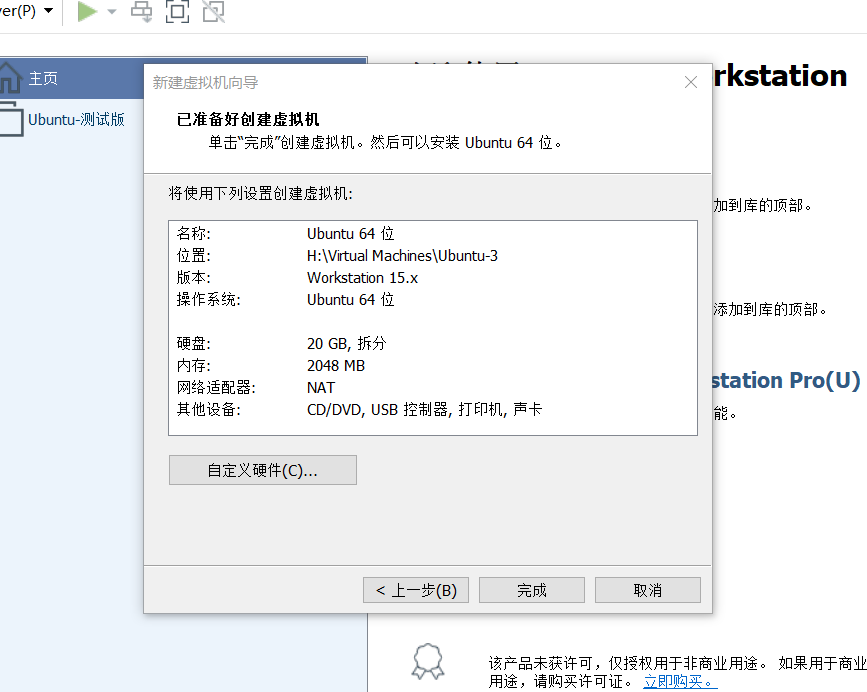 er(P)
主页
rkstation
新建虚拟机向导
Ubuntu-测试版
已准备好创建虚拟机
单击“完成”创建虚拟机。然后可以安装 Ubuntu 64 位。
将使用下列设置创建虚拟机:
加到库的顶部。
名称: Ubuntu 64 位
位置: H:\Virtual Machines\Ubuntu-3
版本: Workstation 15.x
操作系统: Ubuntu 64 位
添加到库的顶部。
硬盘: 20 GB, 拆分
内存: 2048 MB
网络适配器: NAT
其他设备: CD/DVD, USB 控制器, 打印机, 声卡
station Pro(U)
能。
自定义硬件(C)...
< 上一步(B) 完成 取消
该产品未获许可，仅授权用于非商业用途。 如果用于商业
用途，请购买许可证。 立即购买。